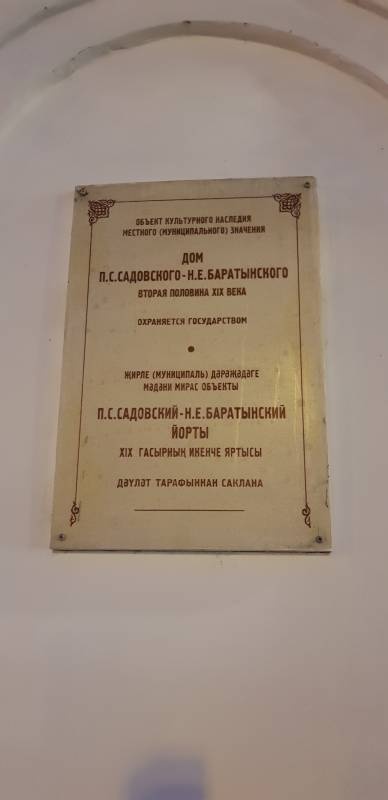 ОБЪЕКТ КУЛЬТУРНОГО НАСЛЕДИЯ
МЕСТНОГО (МУНИЦИПАЛЬНОГО) ЗНАЧЕНИЯ
ДОМ
П.С.САДОВСКОГО-Н.Е.БАРАТЫНСКОГО
ВТОРАЯ ПОЛОВИНА XIX ВЕКА
ОХРАНЯЕТСЯ ГОСУДАРСТВОМ
ҖИРЛЕ (МУНИЦИПАЛЬ) ДӘРӘҖӘДӘГЕ
МӘДӘНИ МИРАС ОБЪЕКТЫ
П.С.САДОВСКИЙ-Н.Е.БАРАТЫНСКИЙ
ЙОРТЫ
XIX ГАСЫРНЫҢ ИКЕНЧЕ ЯРТЫСЫ
ДӘҮЛӘТ ТАРАФЫННАН САКЛАНА